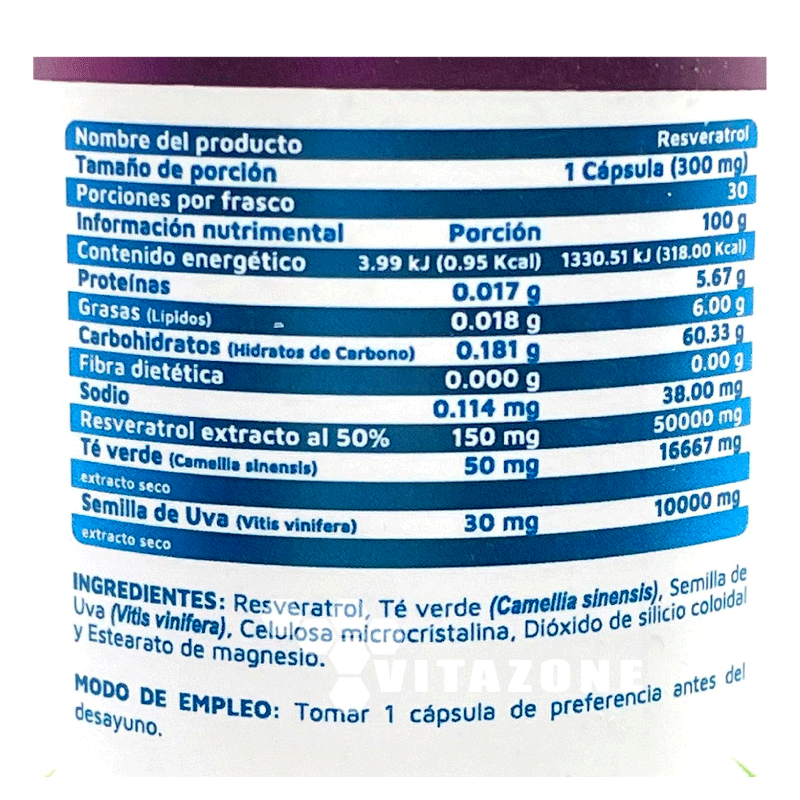 Nombre del producto Resveratrol
Tamaño de porción 1 Cápsula (300 mg)
Porciones por frasco 30
Información nutrimental Porción 100 g
Contenido energético 3.99 kJ (0.95 Kcal) 1330.51 kJ (318.00 Kcal)
Proteínas 0.017 g 5.67 g
Grasas (Lípidos) 0.018 g 6.00 g
Carbohidratos (Hidratos de Carbono) 0.181 g 60.33 g
Fibra dietética 0.000 g 0.00 g
Sodio 0.114 mg 38.00 mg
Resveratrol extracto al 50% 150 mg 50000 mg
Té verde (Camellia sinensis) 50 mg 16667 mg
extracto seco
Semilla de Uva (Vitis vinifera) 30 mg 10000 mg
extracto seco
INGREDIENTES: Resveratrol, Té verde (Camellia sinensis), Semilla de
Uva (Vitis vinifera), Celulosa microcristalina, Dióxido de silicio coloidal
y Estearato de magnesio.
VITAZONE
MODO DE EMPLEO: Tomar 1 cápsula de preferencia antes del
desayuno.